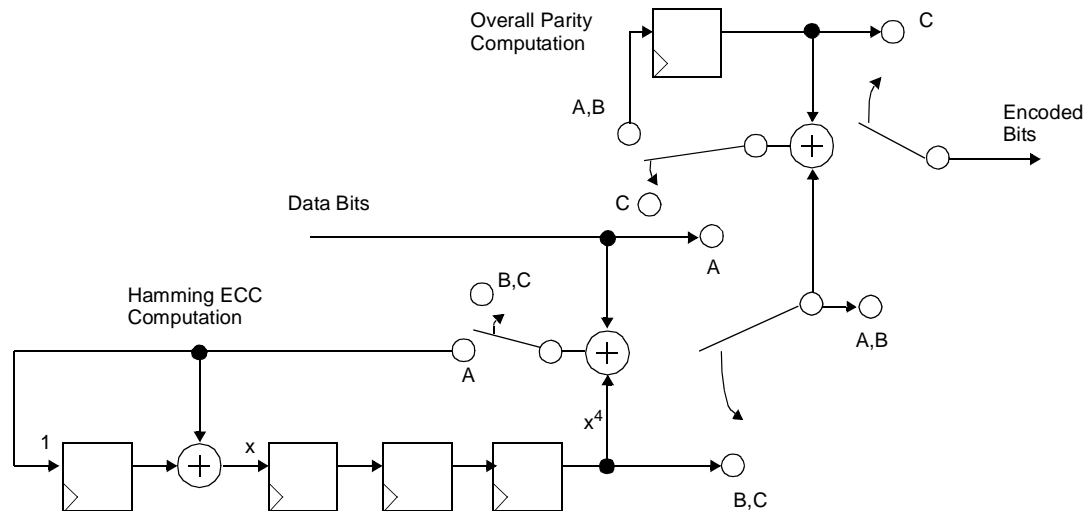 Overall Parity
Computation
C
A,B
Encoded
Bits
C
Data Bits
A
B,C
Hamming ECC
Computation
A
A,B
x⁴
1
x
B,C